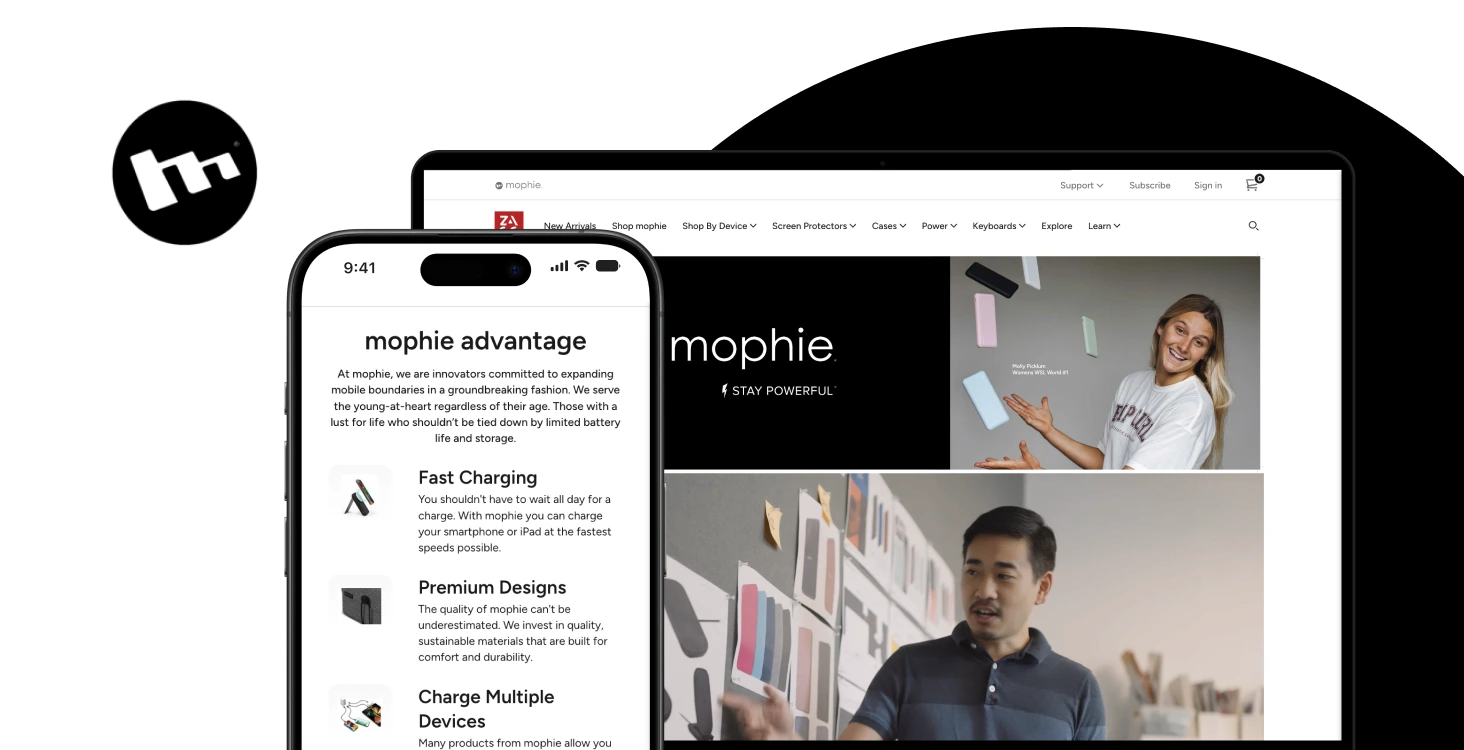 mophie.
Support
Subscribe
Sign in
0
ZA
New Arrivals
Shop mophie
Shop By Device
Screen Protectors
Cases
Power
Keyboards
Explore
Learn
mophie.
STAY POWERFUL
Molly Picklum:
Womens WSL World #1
RIP CURL
9:41
mophie advantage
At mophie, we are innovators committed to expanding
mobile boundaries in a groundbreaking fashion. We serve
the young-at-heart regardless of their age. Those with a
lust for life who shouldn't be tied down by limited battery
life and storage.
Fast Charging
You shouldn't have to wait all day for a
charge. With mophie you can charge
your smartphone or iPad at the fastest
speeds possible.
Premium Designs
The quality of mophie can't be
underestimated. We invest in quality,
sustainable materials that are built for
comfort and durability.
Charge Multiple
Devices
Many products from mophie allow you